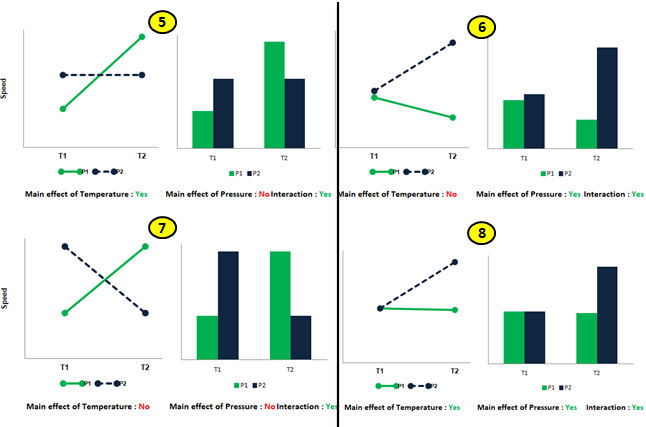 5
Speed
T1 T2
P1 P2
T1 T2
P1 P2
Main effect of Temperature : Yes Main effect of Pressure : No Interaction : Yes
6
T1 T2
P1 P2
T1 T2
P1 P2
Main effect of Temperature : No Main effect of Pressure : Yes Interaction : Yes
7
Speed
T1 T2
P1 P2
T1 T2
P1 P2
Main effect of Temperature : No Main effect of Pressure : No Interaction : Yes
8
T1 T2
P1 P2
T1 T2
P1 P2
Main effect of Temperature : Yes Main effect of Pressure : Yes Interaction : Yes